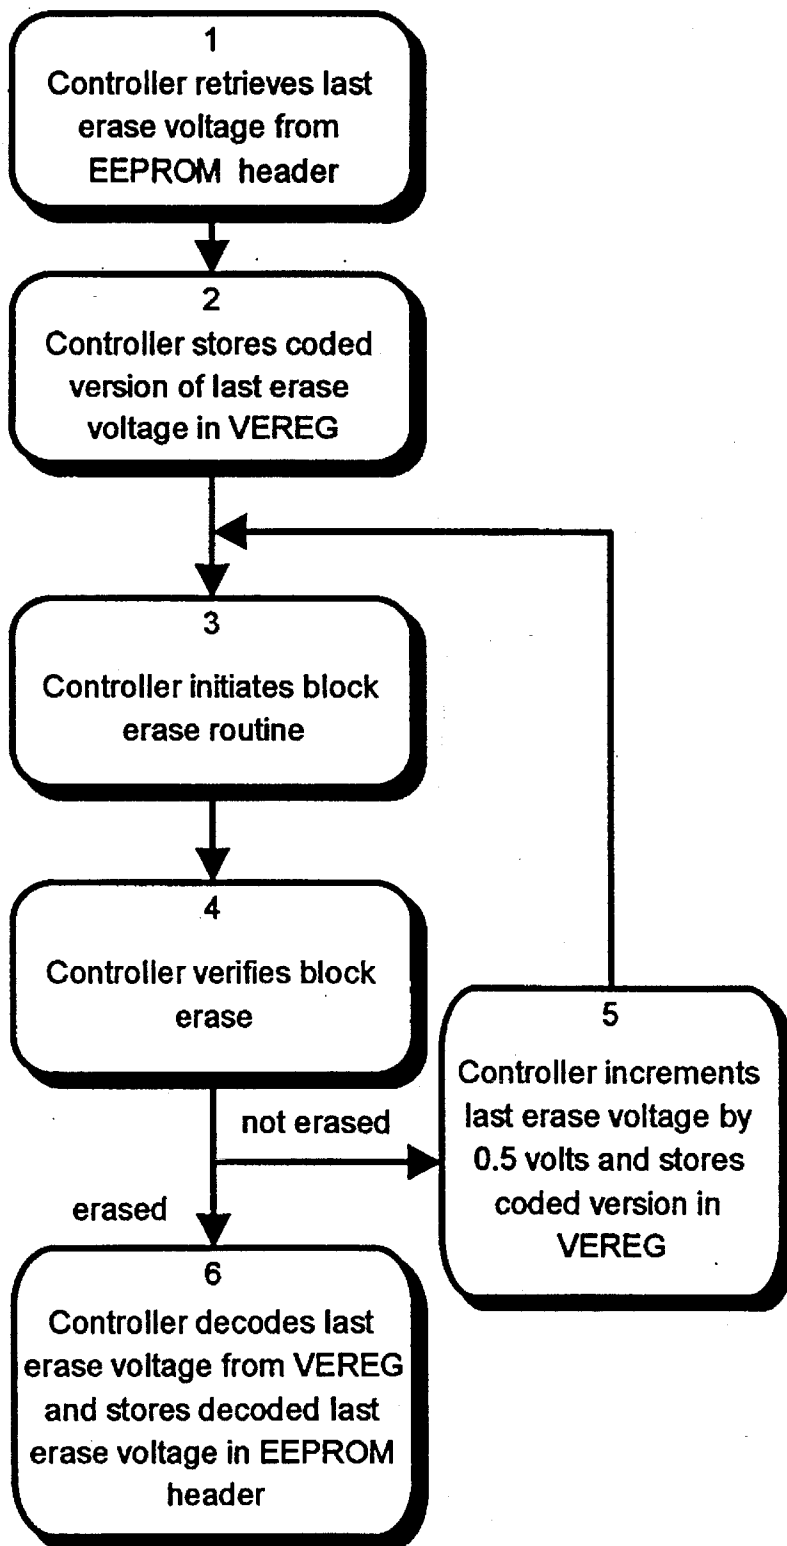 1
Controller retrieves last
erase voltage from
EEPROM header
2
Controller stores coded
version of last erase
voltage in VEREG
3
Controller initiates block
erase routine
4
Controller verifies block
erase
not erased
erased
5
Controller increments
last erase voltage by
0.5 volts and stores
coded version in
VEREG
6
Controller decodes last
erase voltage from VEREG
and stores decoded last
erase voltage in EEPROM
header